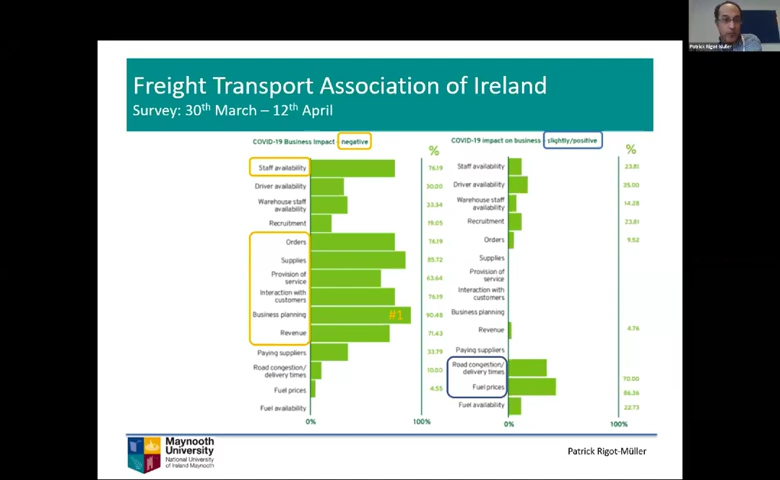 Patrick Rigot-Müller
Freight Transport Association of Ireland
Survey: 30th March – 12th April
COVID-19 Business Impact - negative
%
Staff availability 76.19
Driver availability 30.00
Warehouse staff
availability 33.34
Recruitment 19.05
Orders 76.19
Supplies 85.72
Provision of
service 63.64
Interaction with
customers 76.19
Business planning #1 90.48
Revenue 71.43
Paying suppliers 33.79
Road congestion/
delivery times 10.00
Fuel prices 4.55
Fuel availability
0% 100%
COVID-19 impact on business - slightly/positive
%
Staff availability 23.81
Driver availability 35.00
Warehouse staff
availability 14.28
Recruitment 23.81
Orders 9.52
Supplies
Provision of
service
Interaction with
customers
Business planning
Revenue 4.76
Paying suppliers
Road congestion/
delivery times 70.00
Fuel prices 86.36
Fuel availability 22.73
0% 100%
Maynooth
University
National University
of Ireland Maynooth
Patrick Rigot-Müller